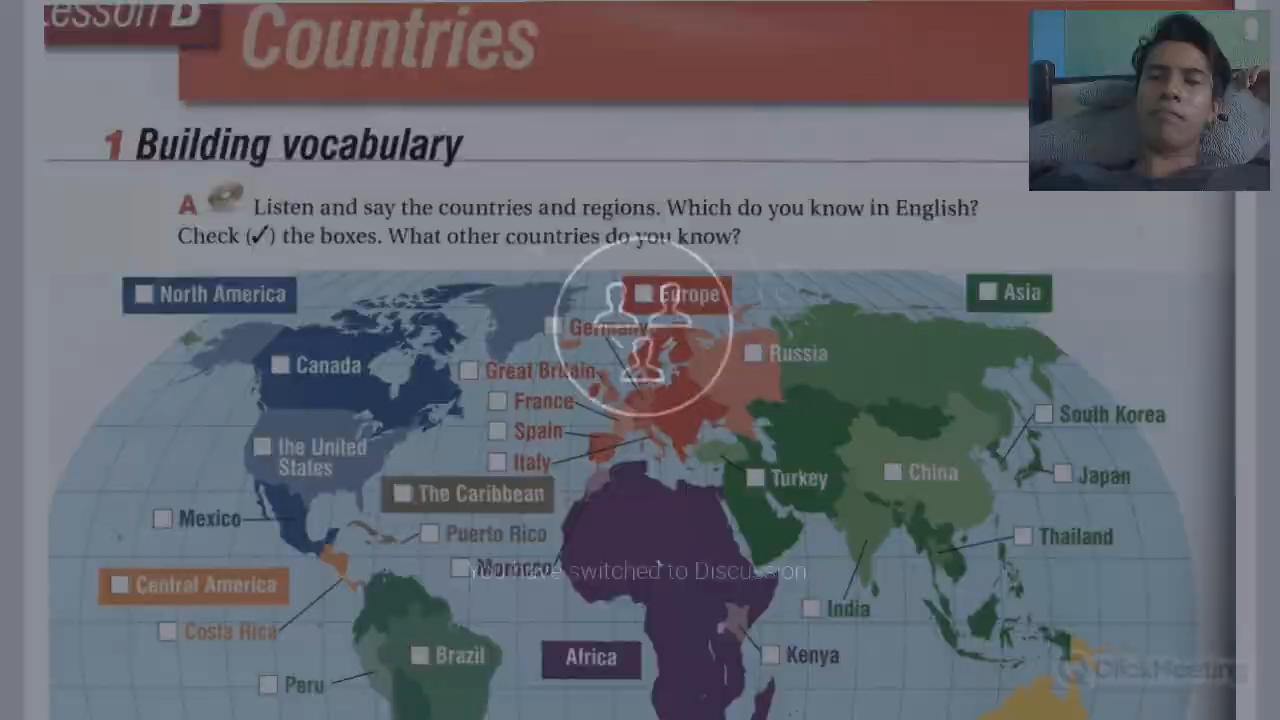 Lesson B
Countries
1 Building vocabulary
A Listen and say the countries and regions. Which do you know in English?
Check (✓) the boxes. What other countries do you know?
North America
Europe
Asia
Germany
Canada
Great Britain
Russia
France
South Korea
Spain
the United
States
Italy
China
Turkey
Japan
The Caribbean
Mexico
Puerto Rico
Thailand
Morocco
You have switched to Discussion
Central America
India
Costa Rica
Brazil
Africa
Kenya
Peru
ClickMeeting